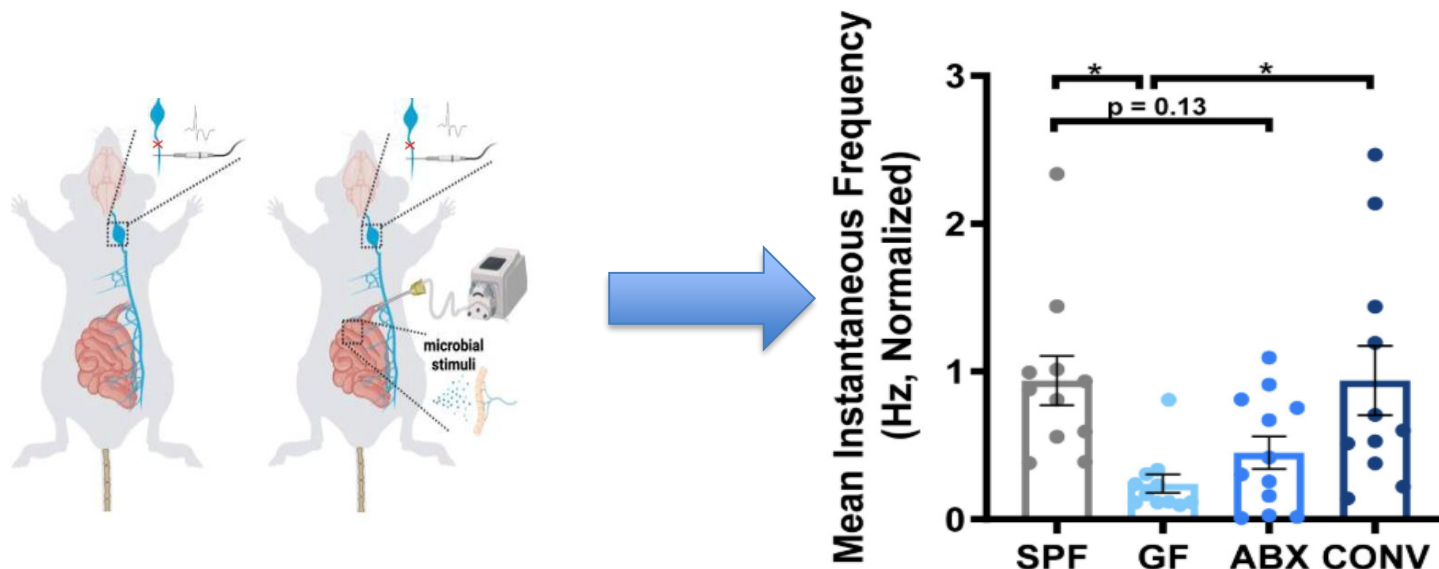 microbial
stimuli
Mean Instantaneous Frequency
(Hz, Normalized)
3
2
1
0
*
*
p = 0.13
SPF
GF
ABX
CONV